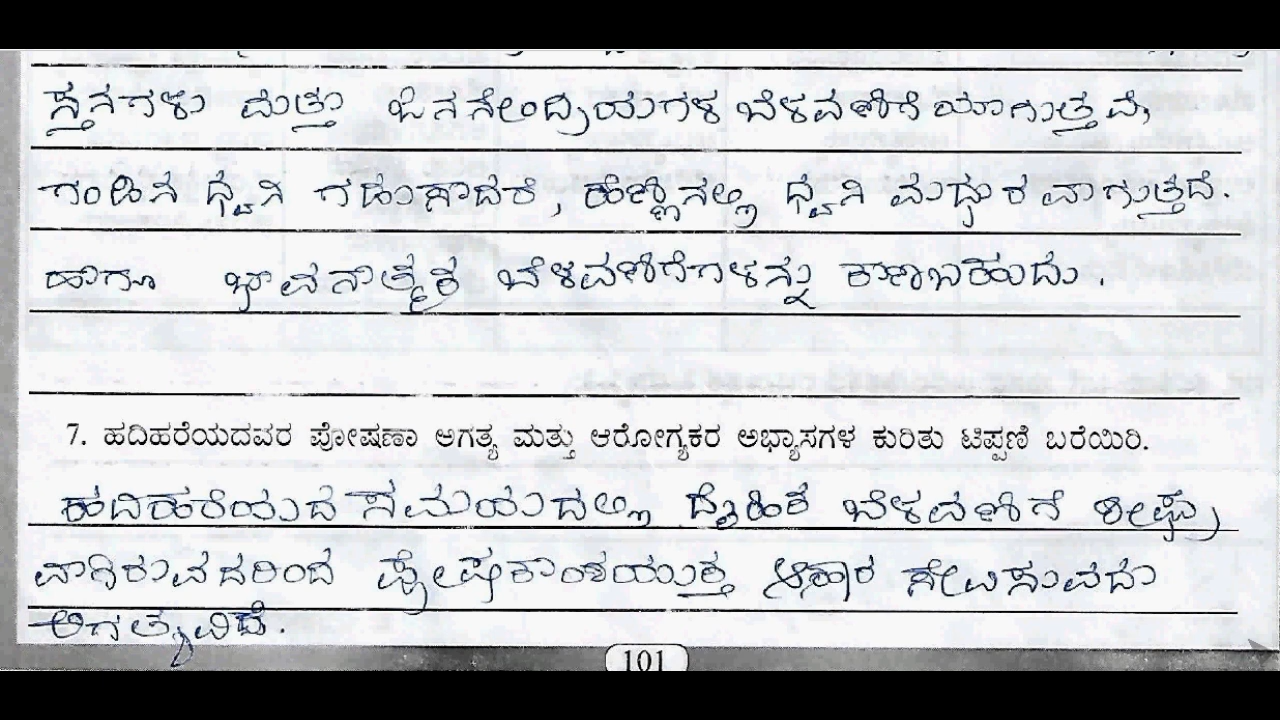 ಸ್ತನಗಳು ಮತ್ತು ಜನನೇಂದ್ರಿಯಗಳ ಬೆಳವಣಿಗೆಯಾಗುತ್ತವೆ,
ಗಂಡಿನ ಧ್ವನಿ ಗಡುಸಾದರೆ, ಹೆಣ್ಣಿನಲ್ಲಿ ಧ್ವನಿ ಮಧುರವಾಗುತ್ತದೆ.
ಹಾಗೂ ಭಾವನಾತ್ಮಕ ಬೆಳವಣಿಗೆಗಳನ್ನು ಕಾಣಬಹುದು.
7. ಹದಿಹರೆಯದವರ ಪೋಷಣಾ ಅಗತ್ಯ ಮತ್ತು ಆರೋಗ್ಯಕರ ಅಭ್ಯಾಸಗಳ ಕುರಿತು ಟಿಪ್ಪಣಿ ಬರೆಯಿರಿ.
ಹದಿಹರೆಯದ ಸಮಯದಲ್ಲಿ ದೈಹಿಕ ಬೆಳವಣಿಗೆ ಶೀಘ್ರ
ವಾಗಿರುವದರಿಂದ ಪೋಷಕಾಂಶಯುಕ್ತ ಆಹಾರ ಸೇವಿಸುವದು
ಅಗತ್ಯವಿದೆ.
101